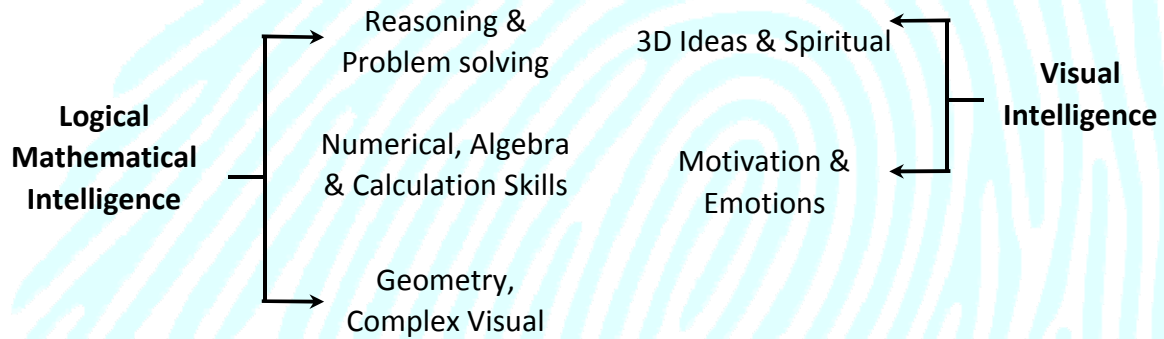 Logical
Mathematical
Intelligence
Reasoning &
Problem solving
Numerical, Algebra
& Calculation Skills
Geometry,
Complex Visual
3D Ideas & Spiritual
Motivation &
Emotions
Visual
Intelligence